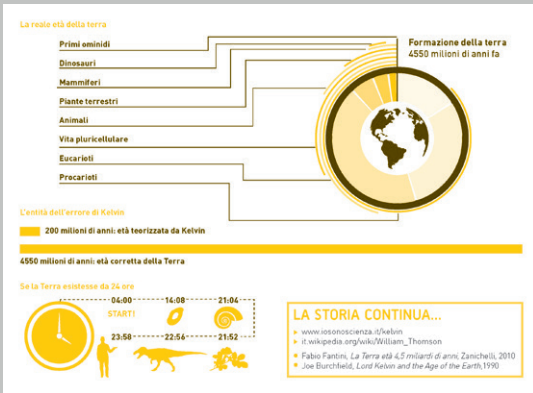 La reale età della terra
Primi ominidi
Dinosauri
Mammiferi
Piante terrestri
Animali
Vita pluricellulare
Eucarioti
Procarioti
Formazione della terra
4550 milioni di anni fa
L'entità dell'errore di Kelvin
200 milioni di anni: età teorizzata da Kelvin
4550 milioni di anni: età corretta della Terra
Se la Terra esistesse da 24 ore
04:00 14:08 21:04
START!
23:58 22:56 21:52
LA STORIA CONTINUA...
www.iosonoscienza.it/kelvin
it.wikipedia.org/wiki/William_Thomson
Fabio Fantini, La Terra età 4,5 miliardi di anni, Zanichelli, 2010
Joe Burchfield, Lord Kelvin and the Age of the Earth,1990